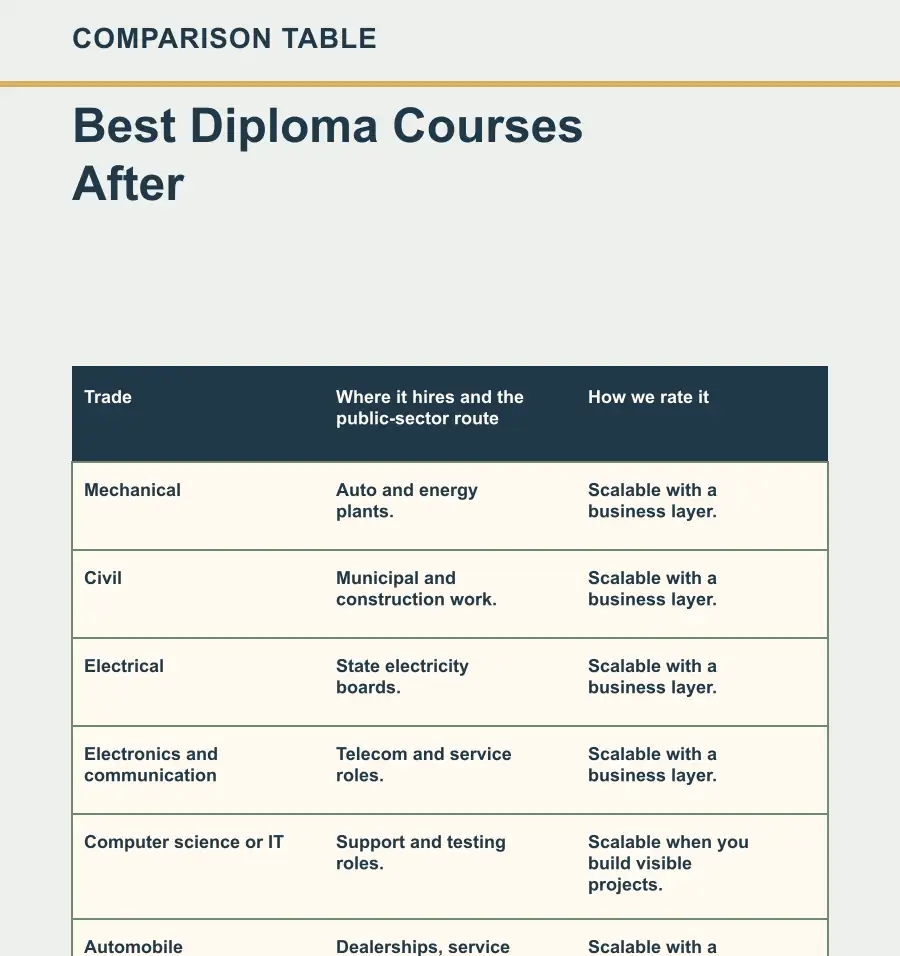 COMPARISON TABLE
Best Diploma Courses
After
Trade
Where it hires and the
public-sector route
How we rate it
Mechanical
Auto and energy
plants.
Scalable with a
business layer.
Civil
Municipal and
construction work.
Scalable with a
business layer.
Electrical
State electricity
boards.
Scalable with a
business layer.
Electronics and
communication
Telecom and service
roles.
Scalable with a
business layer.
Computer science or IT
Support and testing
roles.
Scalable when you
build visible
projects.
Automobile
Dealerships, service
Scalable with a